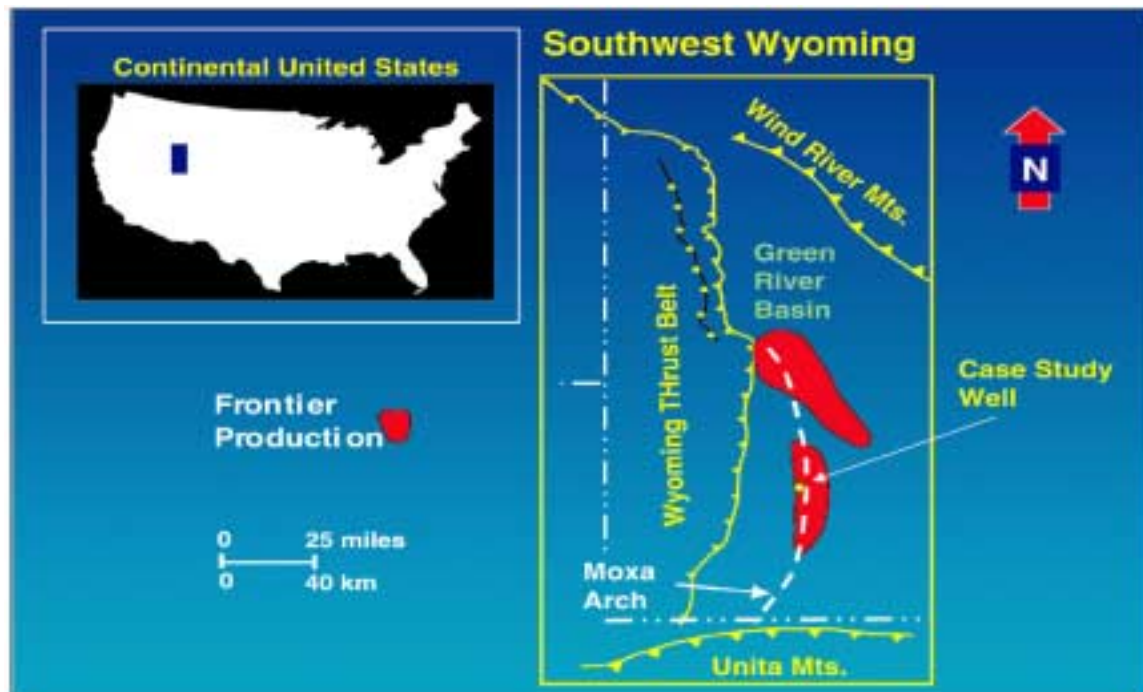 Southwest Wyoming
Continental United States
Wind River Mts.
N
Green
River
Basin
Wyoming THrust Belt
Case Study
Well
Frontier
Production
0 25 miles
0 40 km
Moxa
Arch
Unita Mts.